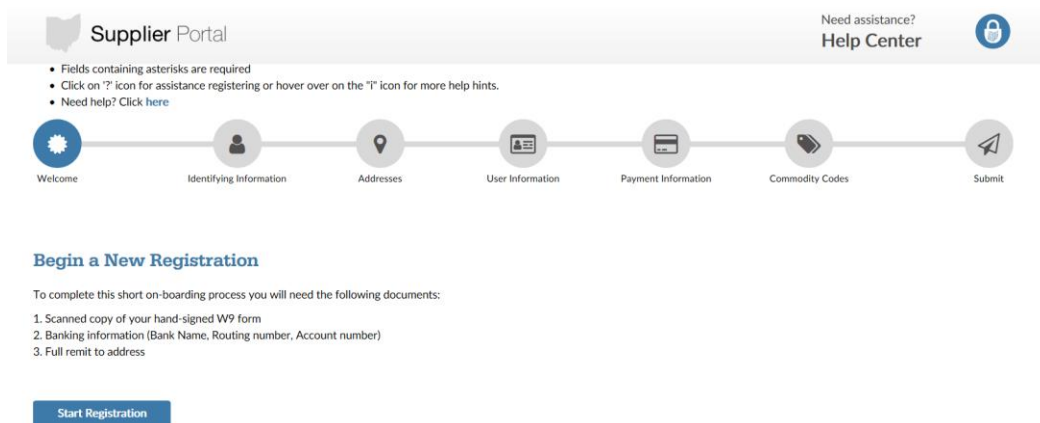 Supplier Portal
Need assistance?
Help Center
• Fields containing asterisks are required
• Click on '?' icon for assistance registering or hover over on the "i" icon for more help hints.
• Need help? Click here
Welcome
Identifying Information
Addresses
User Information
Payment Information
Commodity Codes
Submit
Begin a New Registration
To complete this short on-boarding process you will need the following documents:
1. Scanned copy of your hand-signed W9 form
2. Banking information (Bank Name, Routing number, Account number)
3. Full remit to address
Start Registration